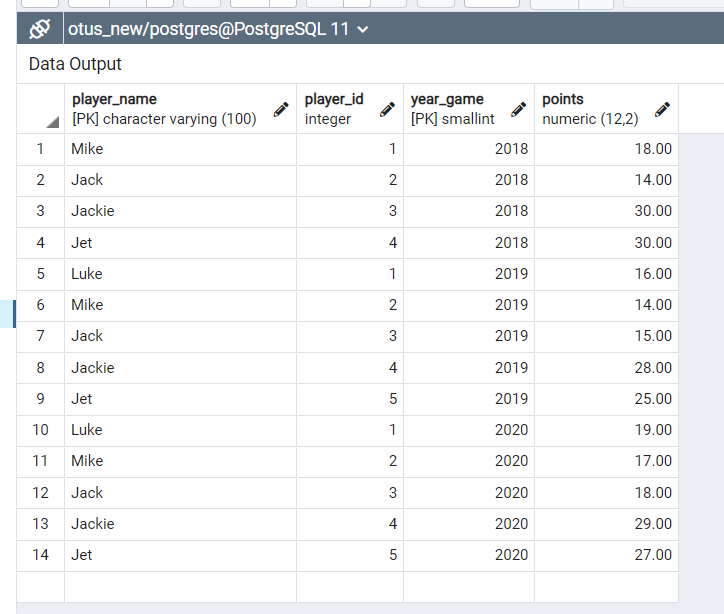 otus_new/postgres@PostgreSQL 11
Data Output
player_name player_id year_game points
[PK] character varying (100) integer [PK] smallint numeric (12,2)
1 Mike 1 2018 18.00
2 Jack 2 2018 14.00
3 Jackie 3 2018 30.00
4 Jet 4 2018 30.00
5 Luke 1 2019 16.00
6 Mike 2 2019 14.00
7 Jack 3 2019 15.00
8 Jackie 4 2019 28.00
9 Jet 5 2019 25.00
10 Luke 1 2020 19.00
11 Mike 2 2020 17.00
12 Jack 3 2020 18.00
13 Jackie 4 2020 29.00
14 Jet 5 2020 27.00